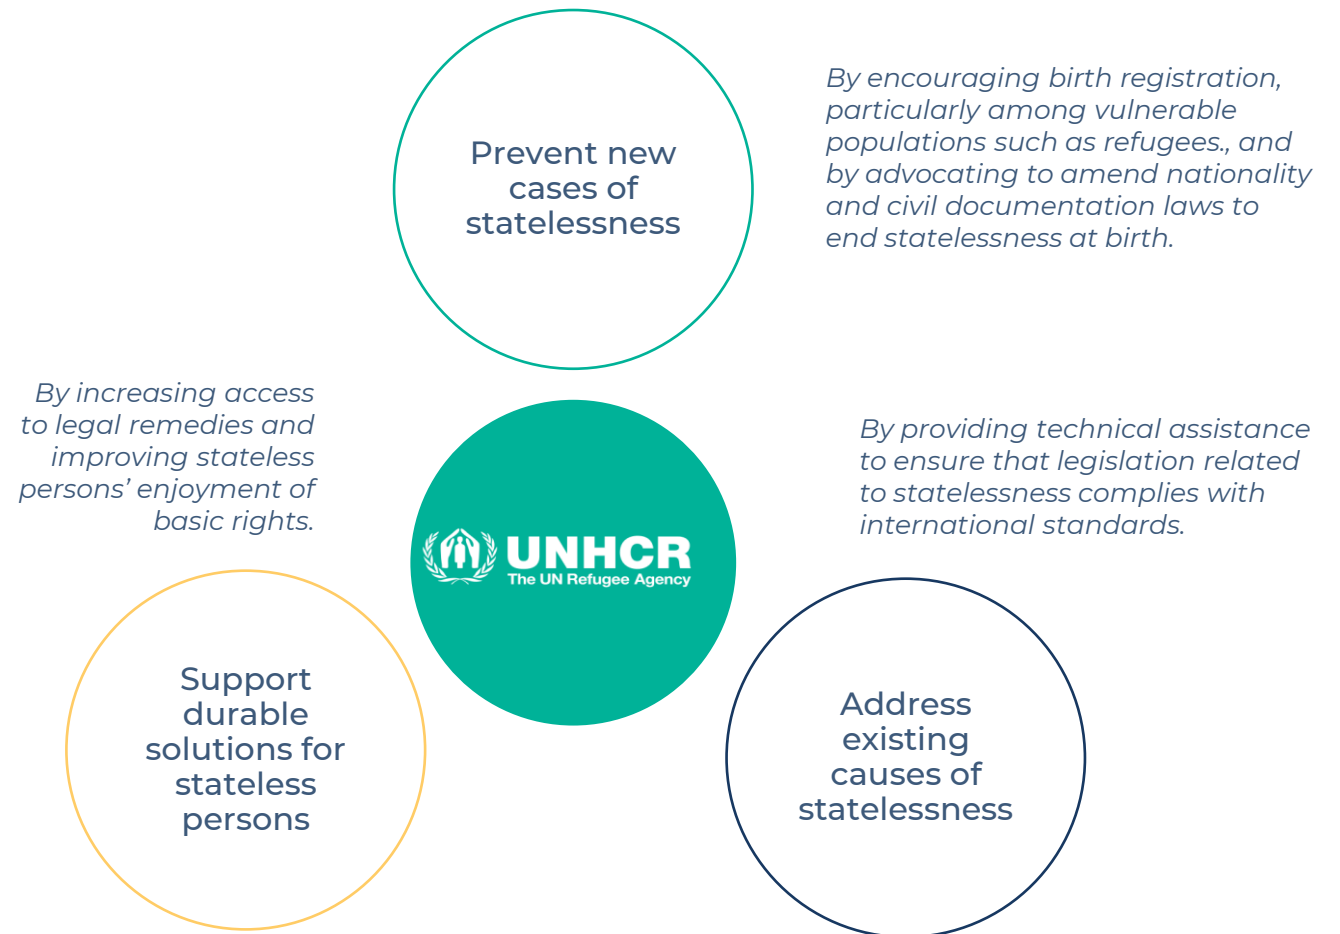 Prevent new
cases of
statelessness
By encouraging birth registration,
particularly among vulnerable
populations such as refugees., and
by advocating to amend nationality
and civil documentation laws to
end statelessness at birth.
By increasing access
to legal remedies and
improving stateless
persons’ enjoyment of
basic rights.
By providing technical assistance
to ensure that legislation related
to statelessness complies with
international standards.
UNHCR
The UN Refugee Agency
Support
durable
solutions for
stateless
persons
Address
existing
causes of
statelessness